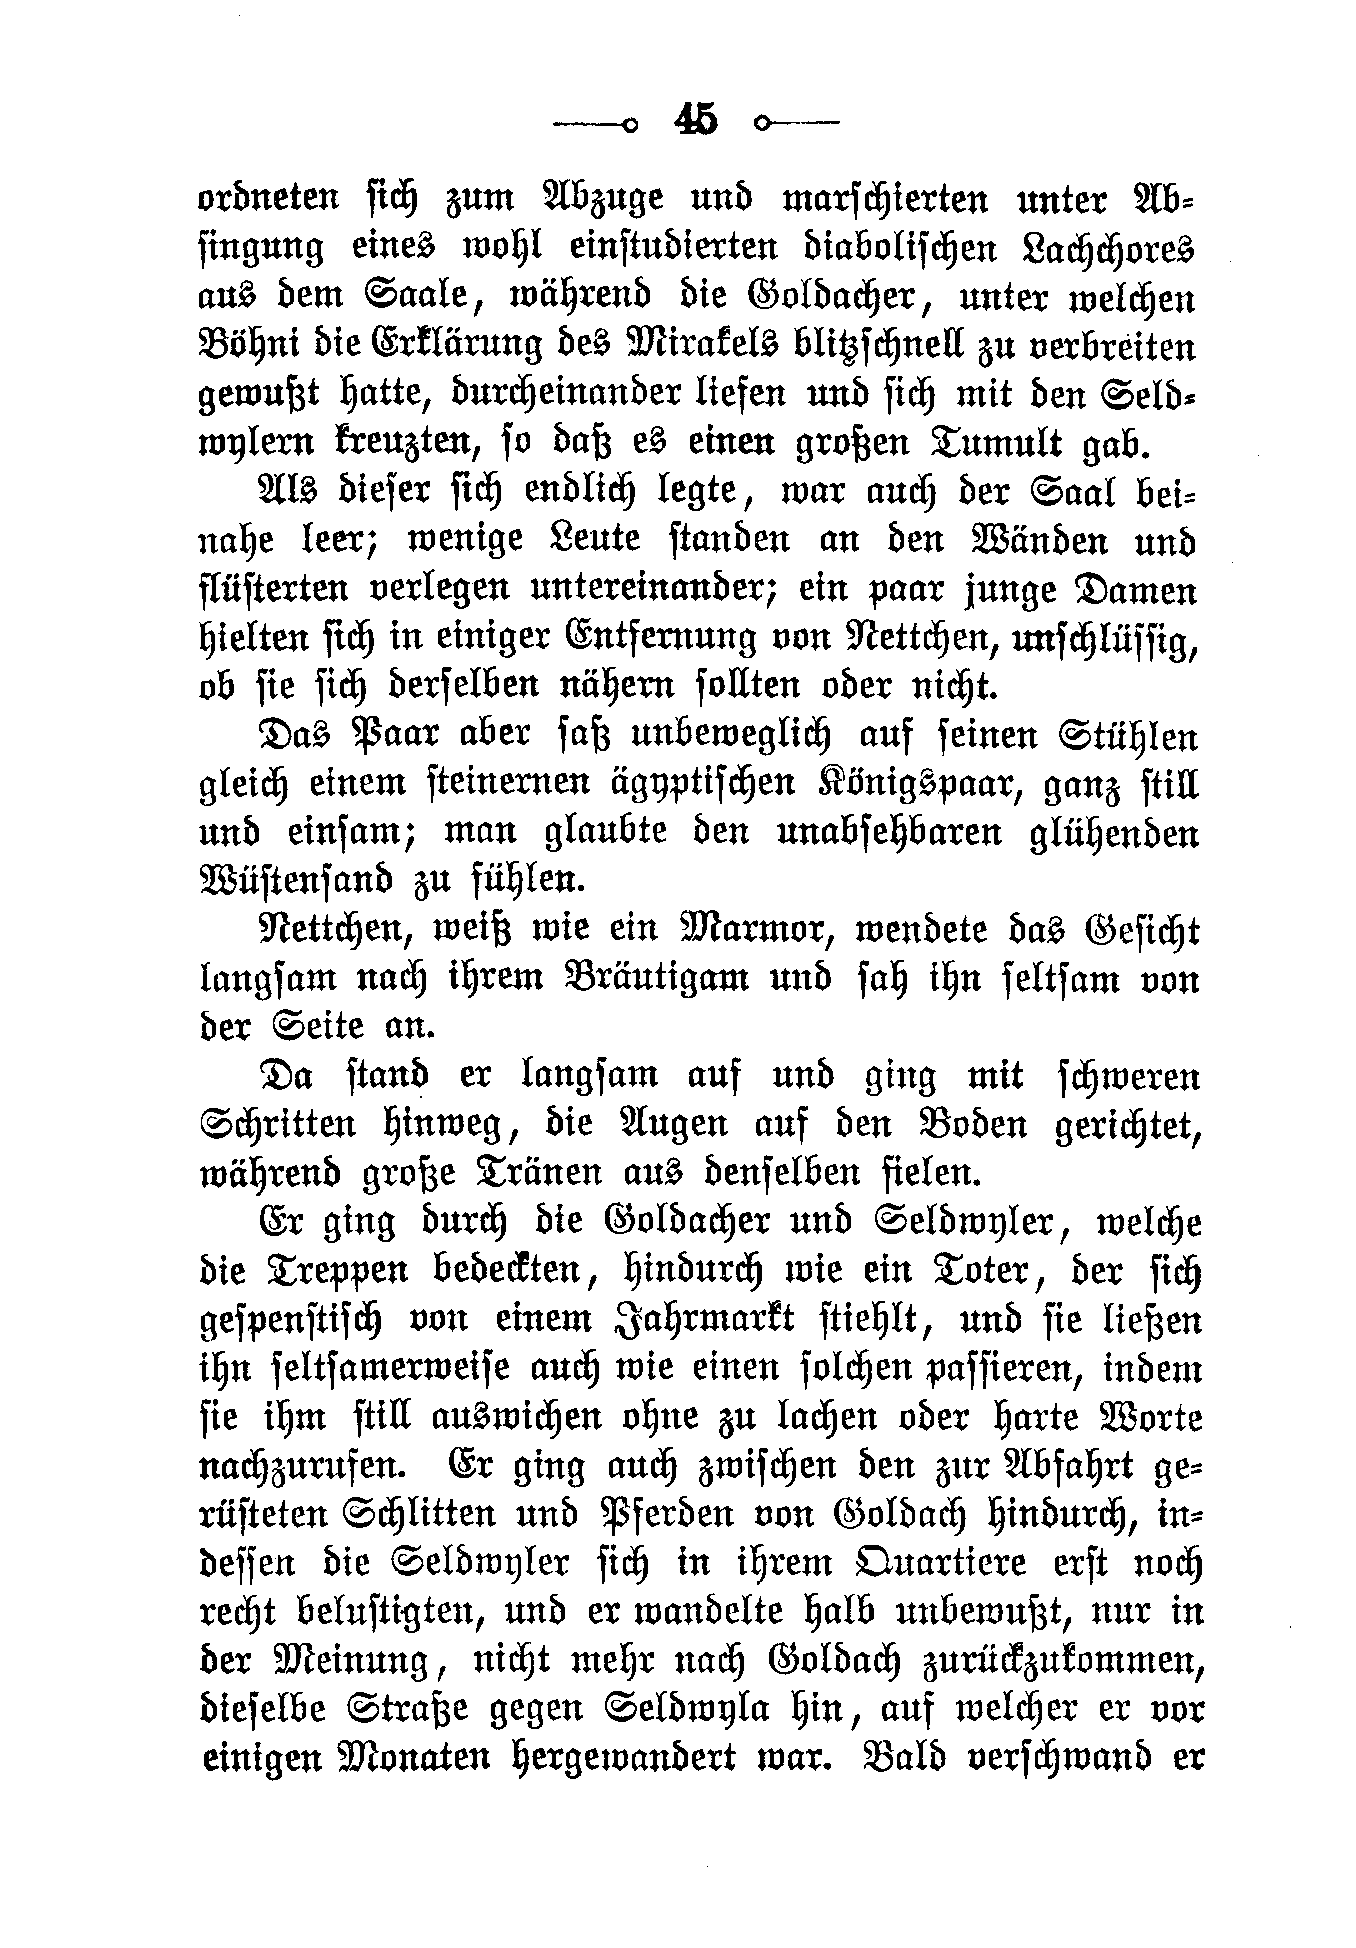 45
ordneten sich zum Abzuge und marschierten unter Ab-
singung eines wohl einstudierten diabolischen Lachchores
aus dem Saale, während die Goldacher, unter welchen
Böhni die Erklärung des Mirakels blitzschnell zu verbreiten
gewußt hatte, durcheinander liefen und sich mit den Seld-
wylern kreuzten, so daß es einen großen Tumult gab.
Als dieser sich endlich legte, war auch der Saal bei-
nahe leer; wenige Leute standen an den Wänden und
flüsterten verlegen untereinander; ein paar junge Damen
hielten sich in einiger Entfernung von Nettchen, unschlüssig,
ob sie sich derselben nähern sollten oder nicht.
Das Paar aber saß unbeweglich auf seinen Stühlen
gleich einem steinernen ägyptischen Königspaar, ganz still
und einsam; man glaubte den unabsehbaren glühenden
Wüstensand zu fühlen.
Nettchen, weiß wie ein Marmor, wendete das Gesicht
langsam nach ihrem Bräutigam und sah ihn seltsam von
der Seite an.
Da stand er langsam auf und ging mit schweren
Schritten hinweg, die Augen auf den Boden gerichtet,
während große Tränen aus denselben fielen.
Er ging durch die Goldacher und Seldwyler, welche
die Treppen bedeckten, hindurch wie ein Toter, der sich
gespenstisch von einem Jahrmarkt stiehlt, und sie ließen
ihn seltsamerweise auch wie einen solchen passieren, indem
sie ihm still auswichen ohne zu lachen oder harte Worte
nachzurufen. Er ging auch zwischen den zur Abfahrt ge-
rüsteten Schlitten und Pferden von Goldach hindurch, in-
dessen die Seldwyler sich in ihrem Quartiere erst noch
recht belustigten, und er wandelte halb unbewußt, nur in
der Meinung, nicht mehr nach Goldach zurückzukommen,
dieselbe Straße gegen Seldwyla hin, auf welcher er vor
einigen Monaten hergewandert war. Bald verschwand er